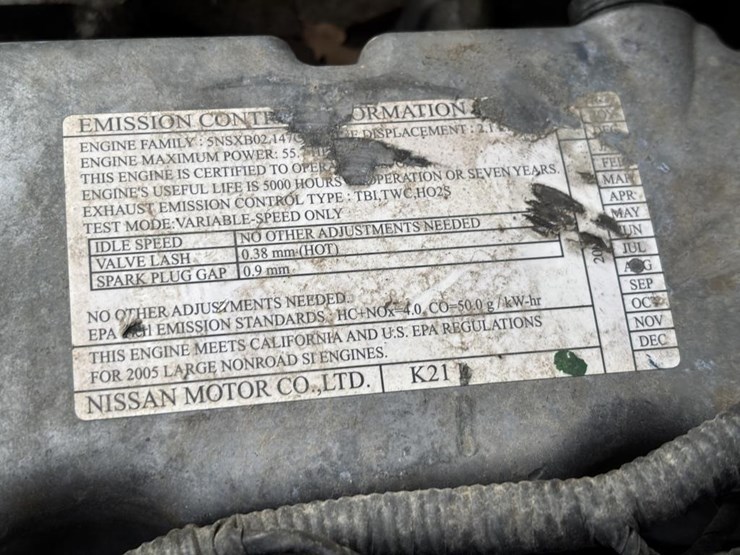 EMISSION CONT ORMATION
ENGINE FAMILY : 5NSXB02.147 DISPLACEMENT : 2.1
ENGINE MAXIMUM POWER: 55.
THIS ENGINE IS CERTIFIED TO OPER
ENGINE'S USEFUL LIFE IS 5000 HOURS OPERATION OR SEVEN YEARS.
EXHAUST EMISSION CONTROL TYPE : TBI,TWC,HO2S
TEST MODE:VARIABLE-SPEED ONLY
IDLE SPEED NO OTHER ADJUSTMENTS NEEDED
VALVE LASH 0.38 mm (HOT)
SPARK PLUG GAP 0.9 mm
NO OTHER ADJUSTMENTS NEEDED.
EPA EMISSION STANDARDS HC+NOx=4.0, CO=50.0 g / kW-hr
THIS ENGINE MEETS CALIFORNIA AND U.S. EPA REGULATIONS
FOR 2005 LARGE NONROAD SI ENGINES.
NISSAN MOTOR CO.,LTD. K21
20
FEB
MAR
APR
MAY
JUN
JUL
AUG
SEP
OCT
NOV
DEC